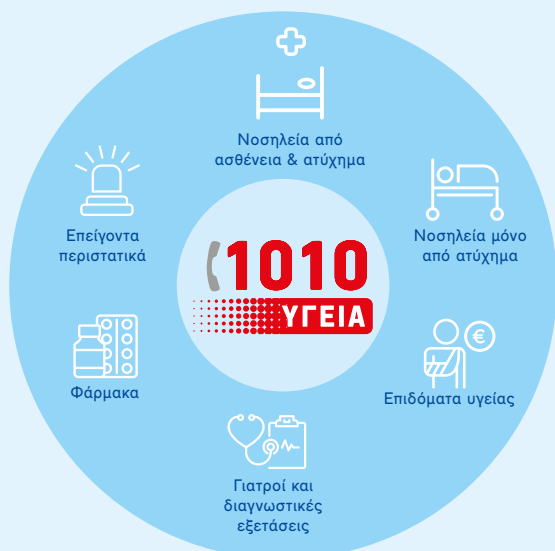 Νοσηλεία από
ασθένεια & ατύχημα
Επείγοντα
περιστατικά
Νοσηλεία μόνο
από ατύχημα
1010
ΥΓΕΙΑ
Φάρμακα
€
Επιδόματα υγείας
Γιατροί και
διαγνωστικές
εξετάσεις